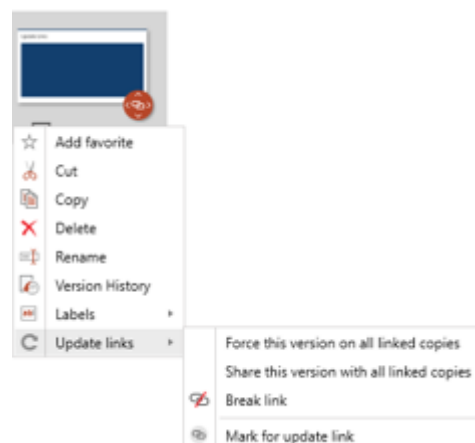 Add favorite
Cut
Copy
Delete
Rename
Version History
Labels
Update links
Force this version on all linked copies
Share this version with all linked copies
Break link
Mark for update link